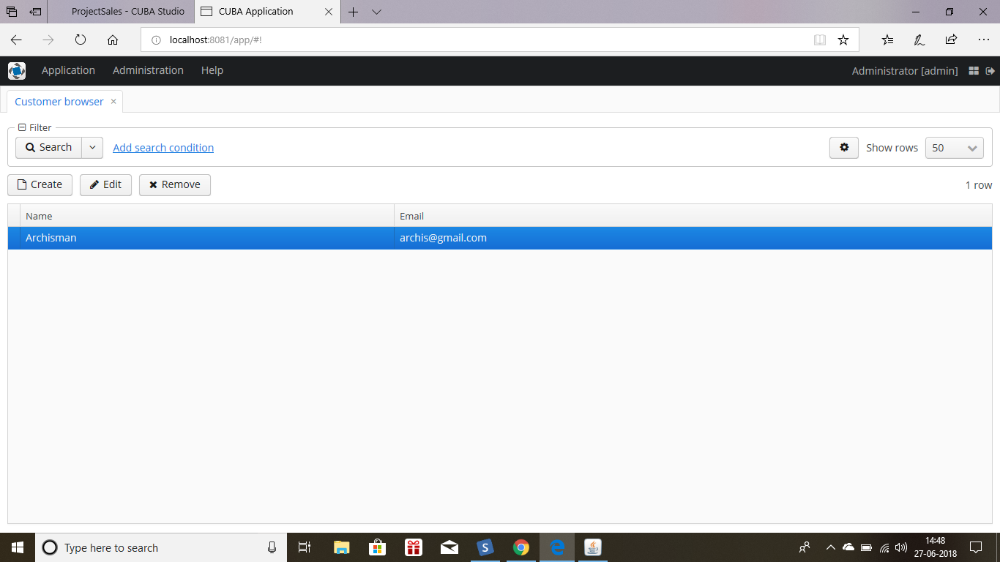 ProjectSales - CUBA Studio
CUBA Application
localhost:8081/app/#!
Application Administration Help
Administrator [admin]
Customer browser
Filter
Search
Add search condition
Show rows 50
Create Edit Remove
1 row
Name Email
Archisman archis@gmail.com
Type here to search
S
14:48
27-06-2018